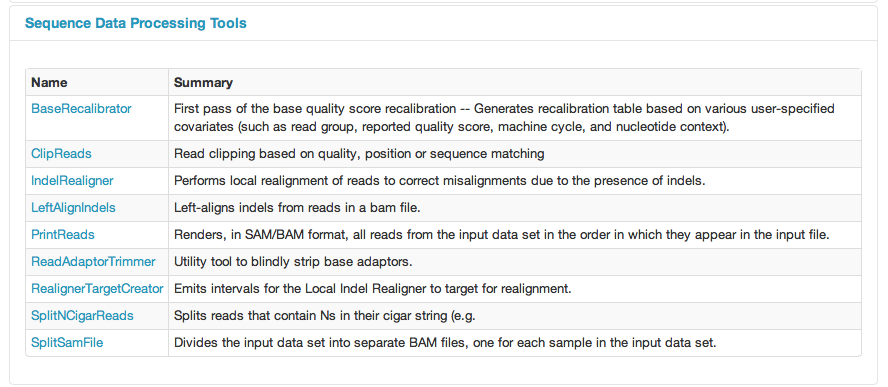 Sequence Data Processing Tools
Name Summary
BaseRecalibrator First pass of the base quality score recalibration -- Generates recalibration table based on various user-specified
covariates (such as read group, reported quality score, machine cycle, and nucleotide context).
ClipReads Read clipping based on quality, position or sequence matching
IndelRealigner Performs local realignment of reads to correct misalignments due to the presence of indels.
LeftAlignIndels Left-aligns indels from reads in a bam file.
PrintReads Renders, in SAM/BAM format, all reads from the input data set in the order in which they appear in the input file.
ReadAdaptorTrimmer Utility tool to blindly strip base adaptors.
RealignerTargetCreator Emits intervals for the Local Indel Realigner to target for realignment.
SplitNCigarReads Splits reads that contain Ns in their cigar string (e.g.
SplitSamFile Divides the input data set into separate BAM files, one for each sample in the input data set.